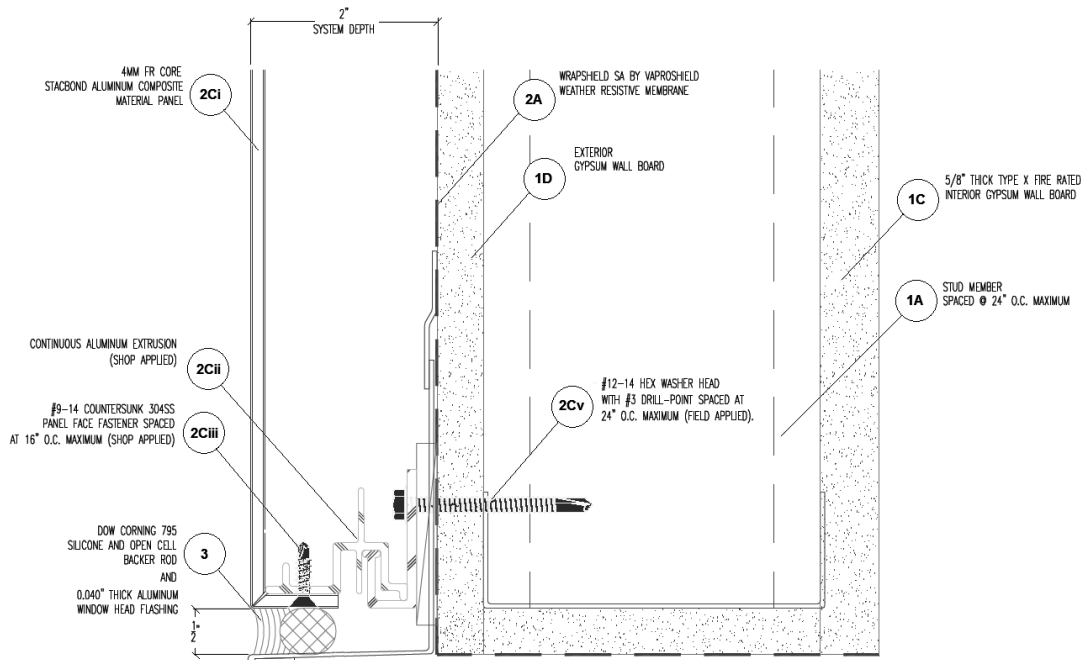 2"
SYSTEM DEPTH
4MM FR CORE
STACBOND ALUMINUM COMPOSITE
MATERIAL PANEL
2Ci
WRAPSHIELD SA BY VAPROSHIELD
WEATHER RESISTIVE MEMBRANE
2A
EXTERIOR
GYPSUM WALL BOARD
1D
5/8" THICK TYPE X FIRE RATED
INTERIOR GYPSUM WALL BOARD
1C
STUD MEMBER
SPACED @ 24" O.C. MAXIMUM
1A
CONTINUOUS ALUMINUM EXTRUSION
(SHOP APPLIED)
2Cii
#9-14 COUNTERSUNK 304SS
PANEL FACE FASTENER SPACED
AT 16" O.C. MAXIMUM (SHOP APPLIED)
2Ciii
#12-14 HEX WASHER HEAD
WITH #3 DRILL-POINT SPACED AT
24" O.C. MAXIMUM (FIELD APPLIED).
2Cv
DOW CORNING 795
SILICONE AND OPEN CELL
BACKER ROD
AND
0.040" THICK ALUMINUM
WINDOW HEAD FLASHING
3
1/2"